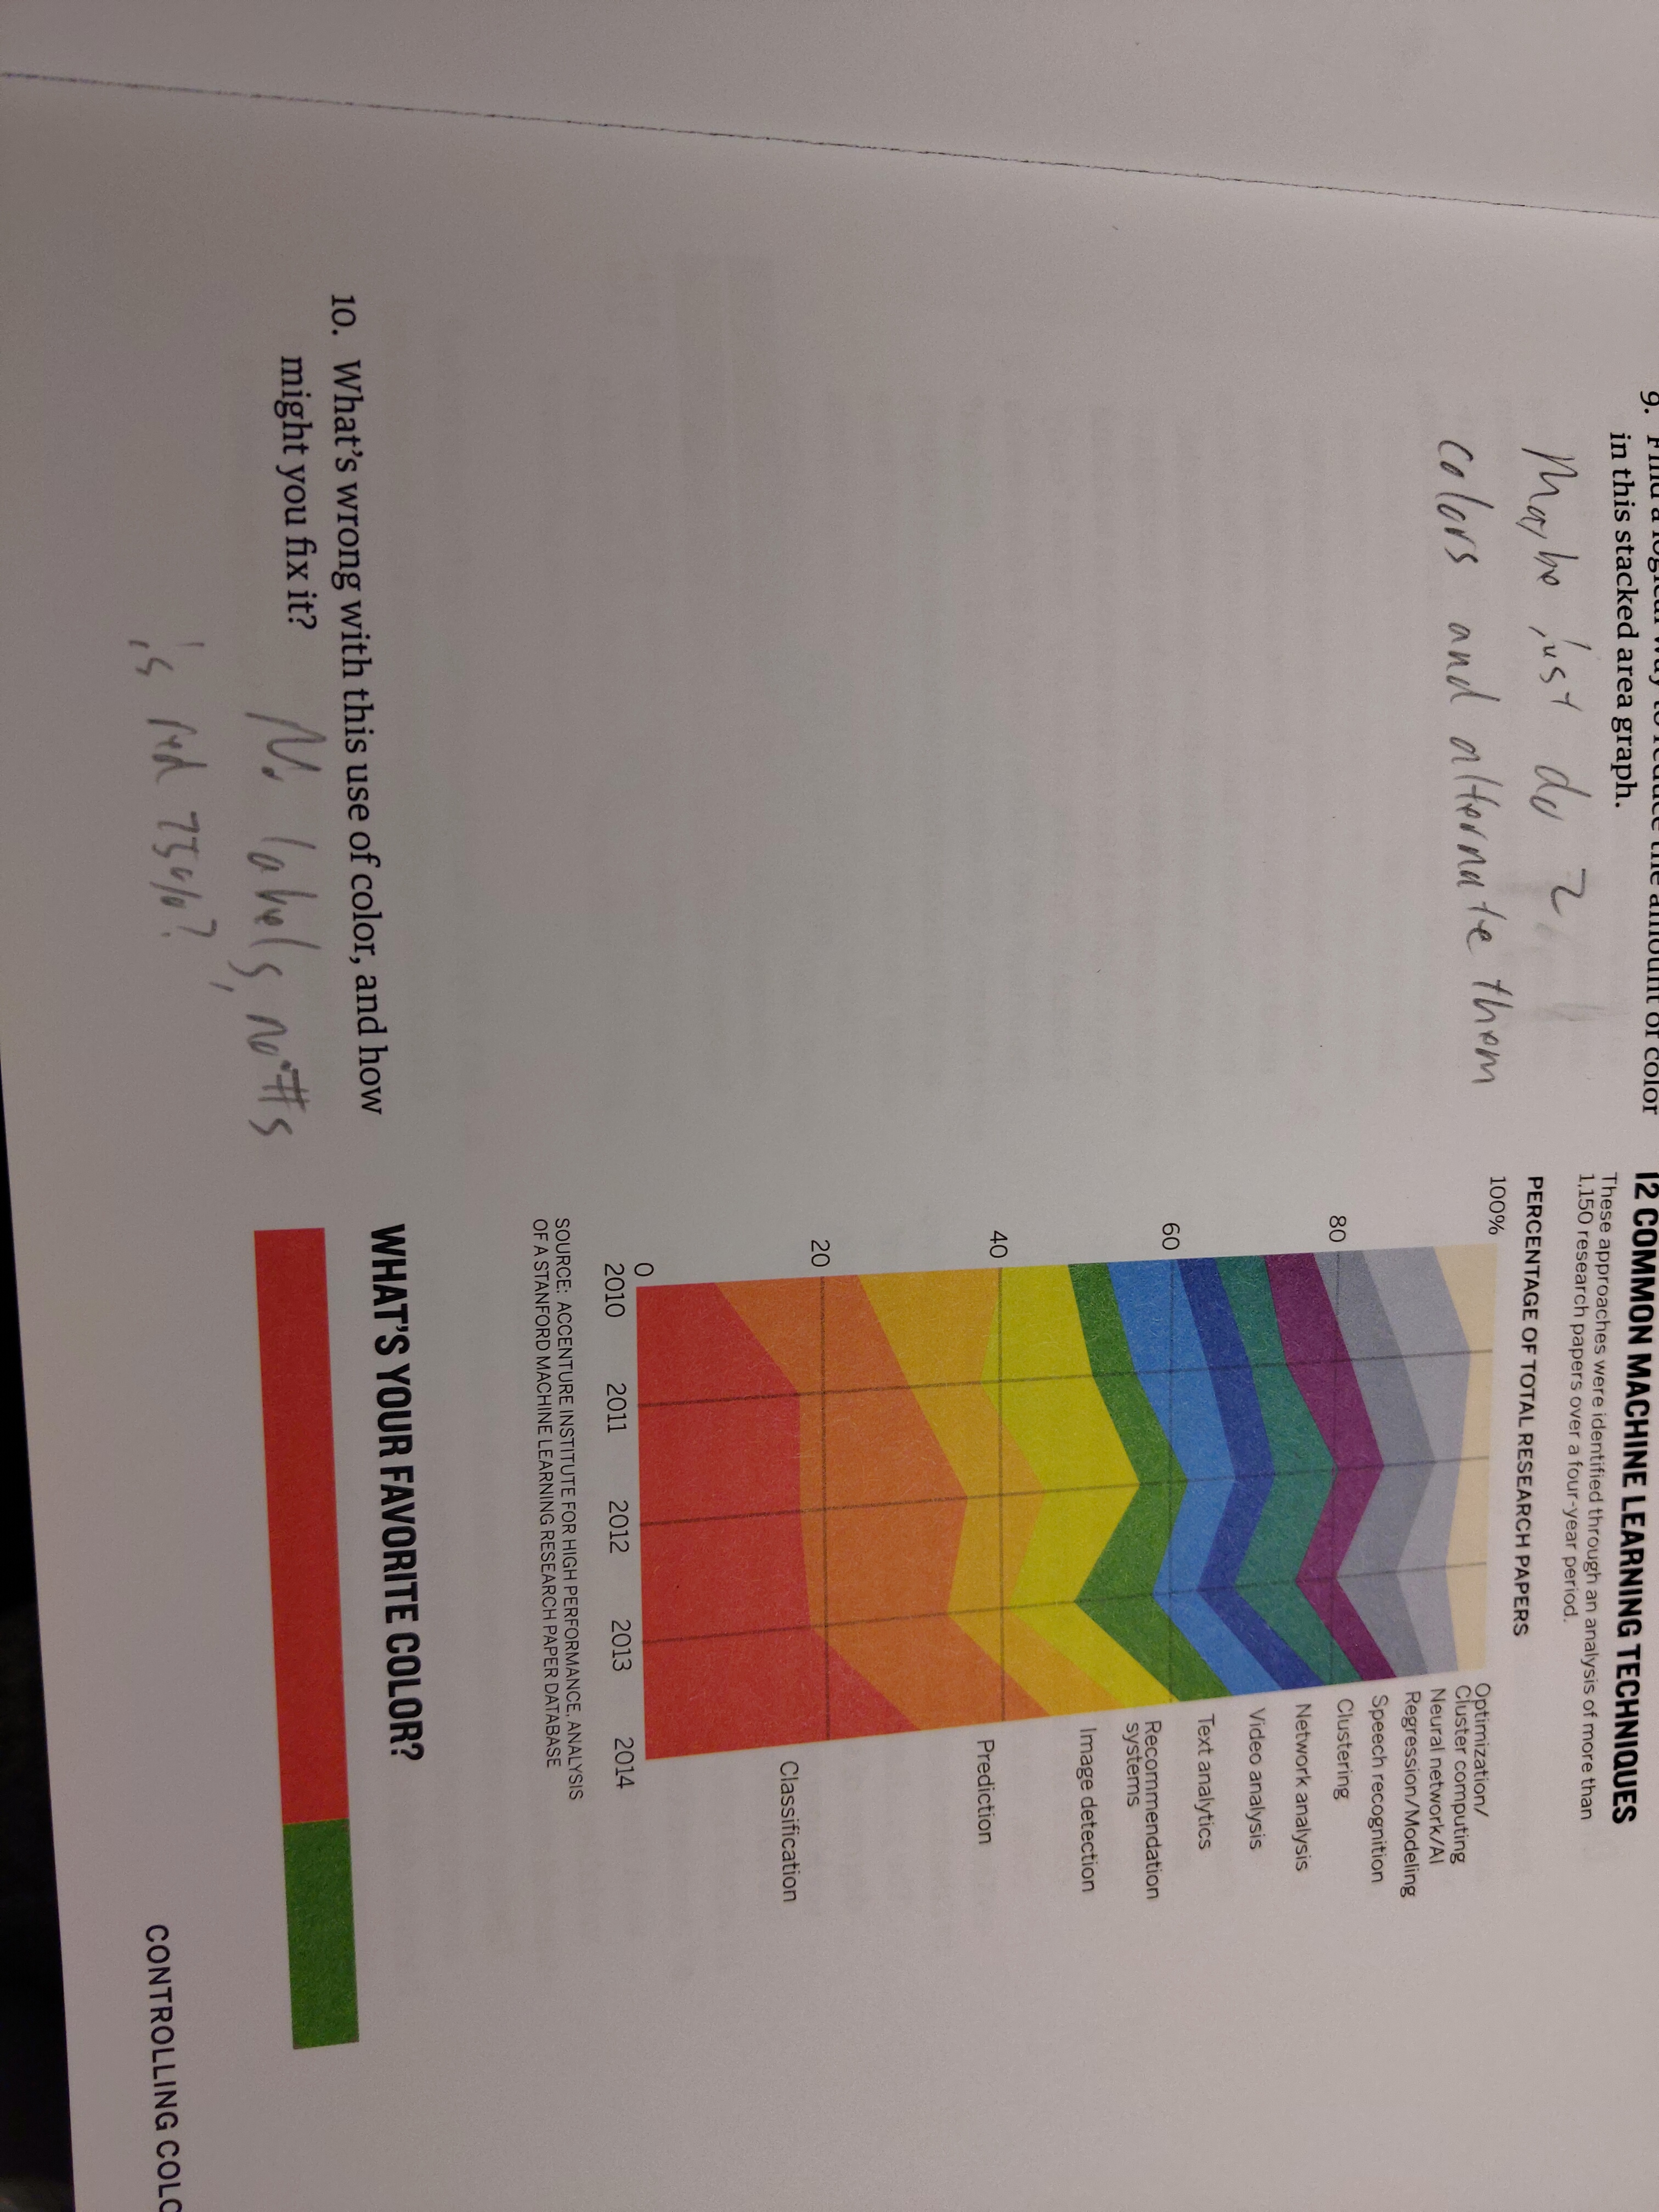 9. Find a logical way to reduce the amount of color
in this stacked area graph.
Maybe just do 2
colors and alternate them
12 COMMON MACHINE LEARNING TECHNIQUES
These approaches were identified through an analysis of more than
1,150 research papers over a four-year period.
PERCENTAGE OF TOTAL RESEARCH PAPERS
100%
80
60
40
20
0
2010 2011 2012 2013 2014
Optimization/
Cluster computing
Neural network/AI
Regression/Modeling
Speech recognition
Clustering
Network analysis
Video analysis
Text analytics
Recommendation
systems
Image detection
Prediction
Classification
SOURCE: ACCENTURE INSTITUTE FOR HIGH PERFORMANCE, ANALYSIS
OF A STANFORD MACHINE LEARNING RESEARCH PAPER DATABASE
10. What's wrong with this use of color, and how
might you fix it?
No labels, no #s
is red 75%?
WHAT'S YOUR FAVORITE COLOR?
CONTROLLING COLO